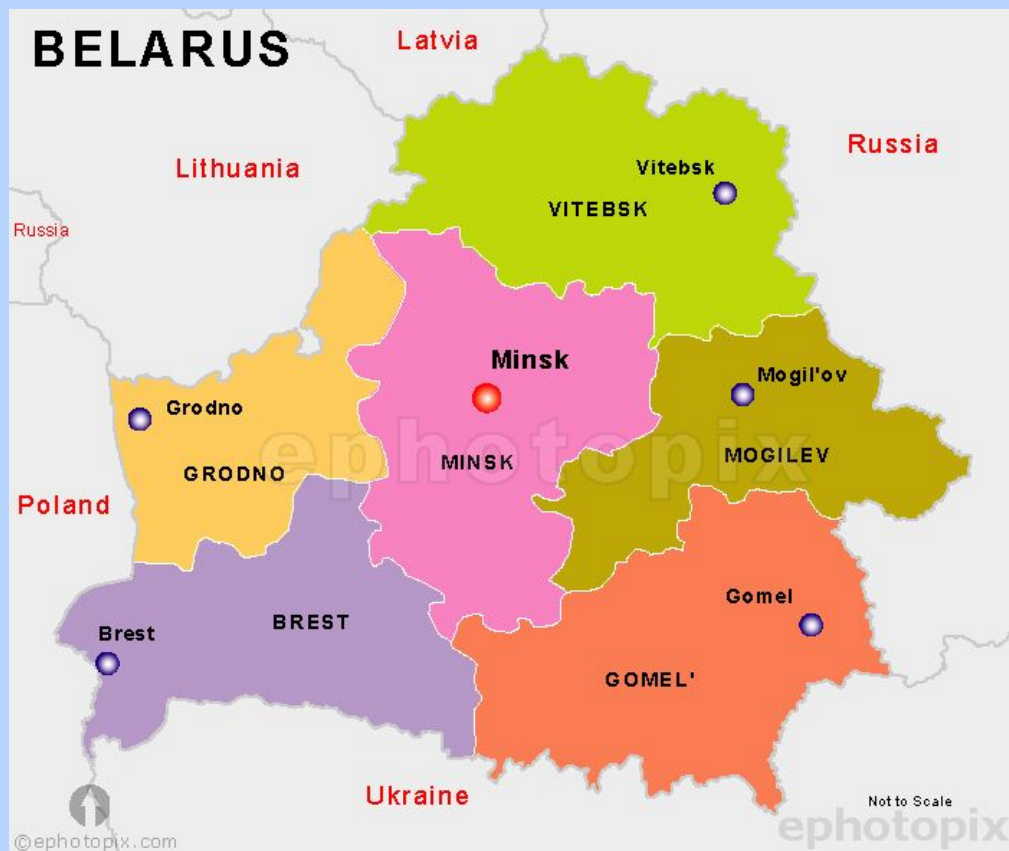 BELARUS
Latvia
Russia
Lithuania
Vitebsk
VITEBSK
Russia
Minsk
Mogil'ov
Grodno
ephotopix
MOGILEV
MINSK
GRODNO
Poland
Gomel
BREST
Brest
GOMEL'
Ukraine
Not to Scale
ephotopix
©ephotopix.com